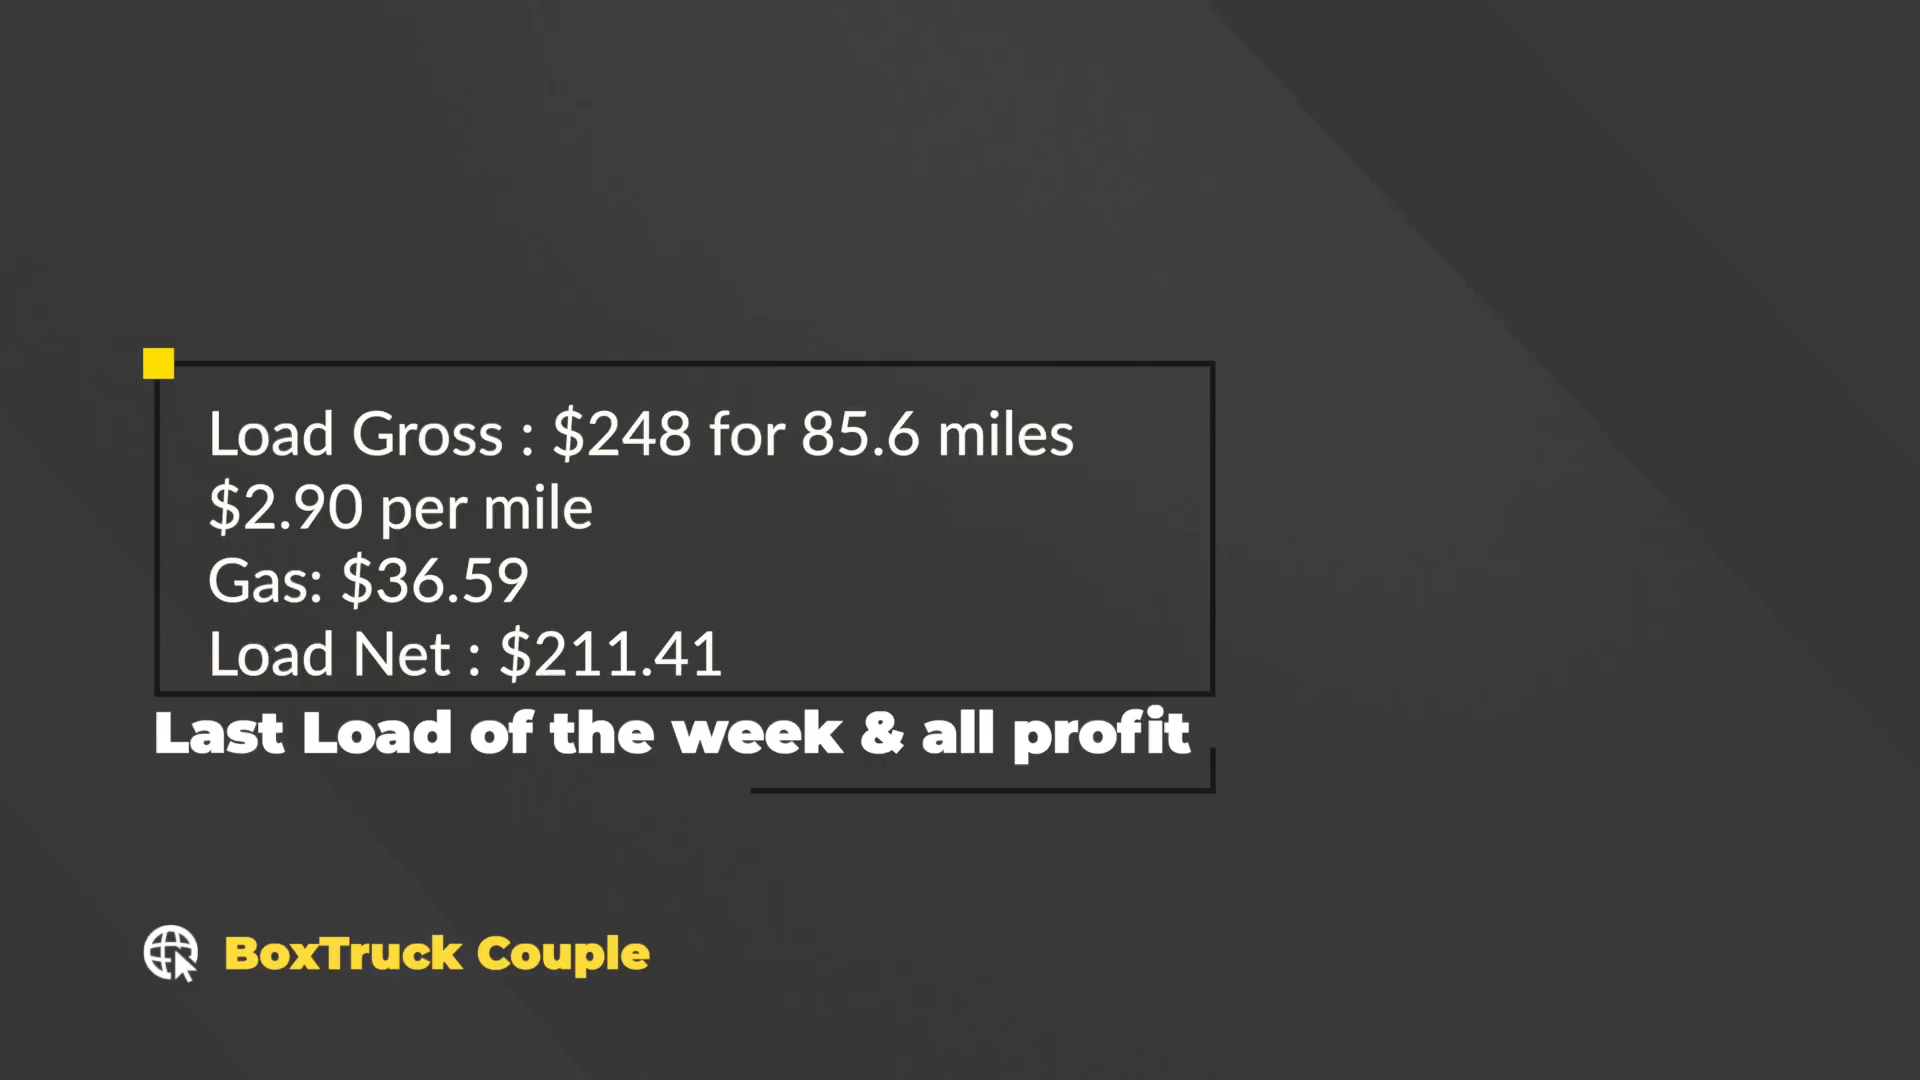 Load Gross : $248 for 85.6 miles
$2.90 per mile
Gas: $36.59
Load Net : $211.41
Last Load of the week & all profit
BoxTruck Couple